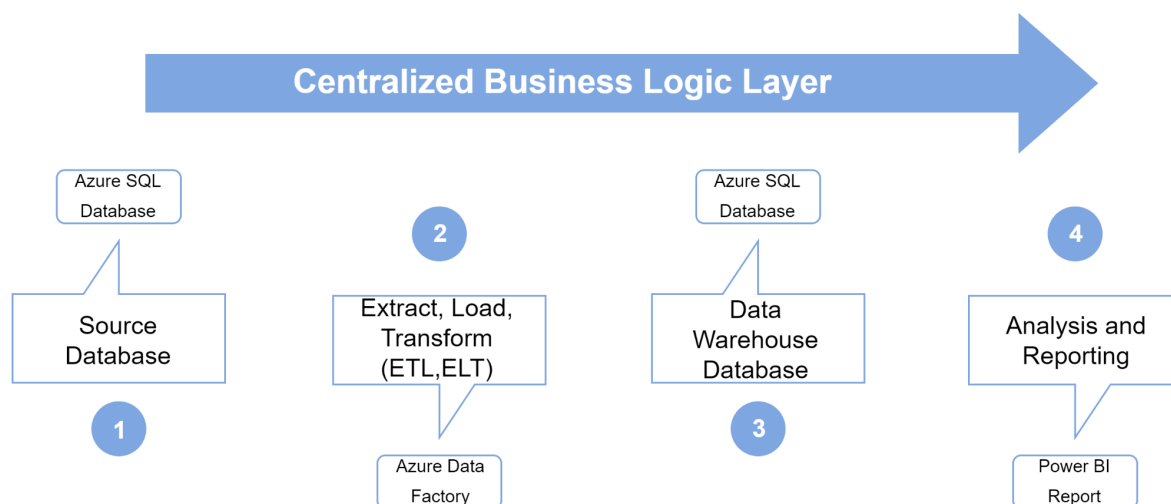 Centralized Business Logic Layer
Azure SQL
Database
Source
Database
1
2
Extract, Load,
Transform
(ETL,ELT)
Azure Data
Factory
Azure SQL
Database
Data
Warehouse
Database
3
4
Analysis and
Reporting
Power BI
Report